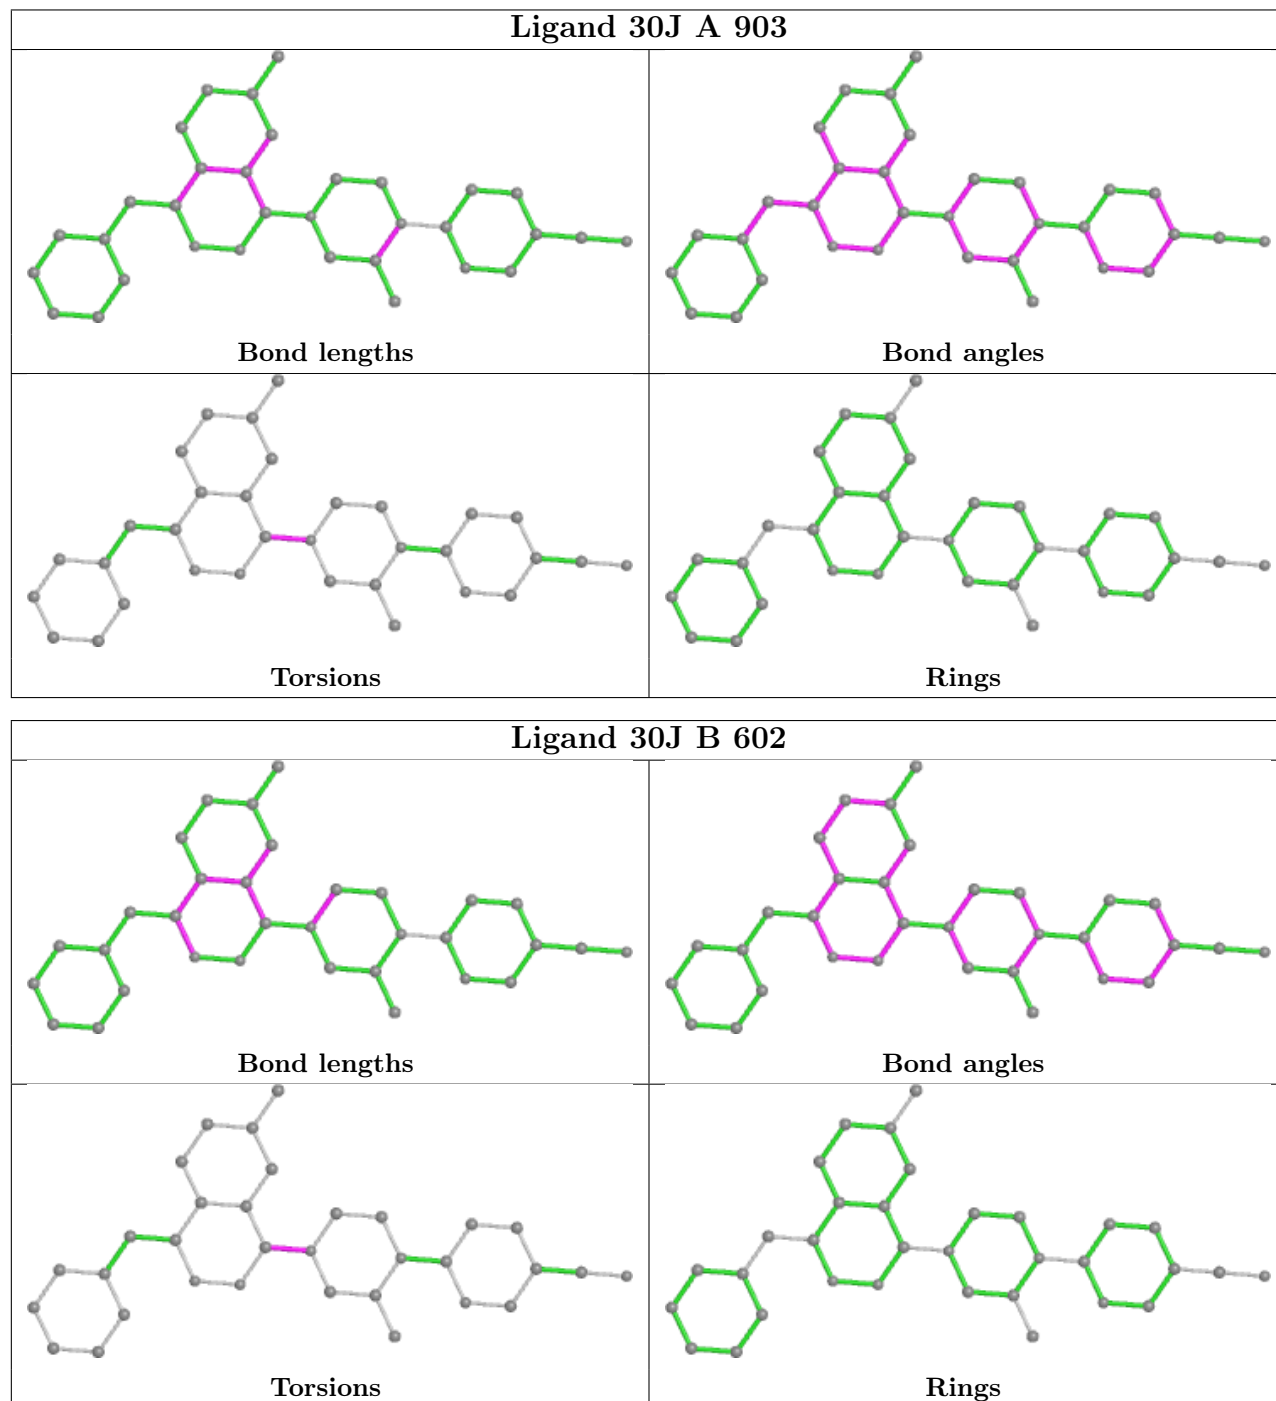 Ligand 30J A 903
Bond lengths
Bond angles
Torsions
Rings
Ligand 30J B 602
Bond lengths
Bond angles
Torsions
Rings